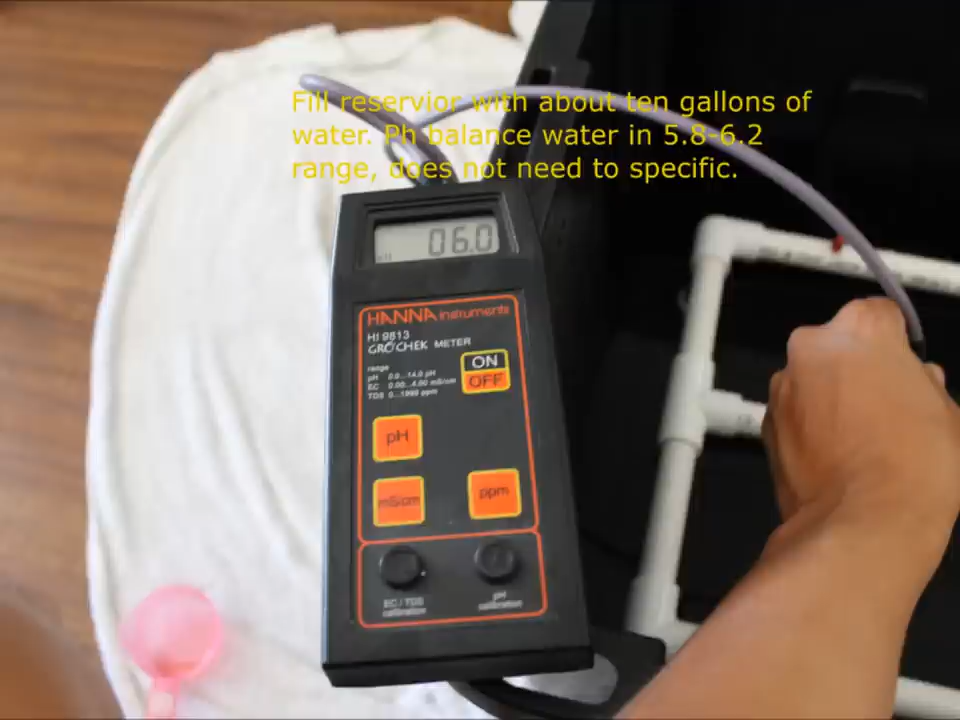 Fill reservior with about ten gallons of
water. Ph balance water in 5.8-6.2
range, does not need to specific.
06.0
HANNA instruments
HI 9813
GRO'CHEK METER
range
pH 0.0...14.0 pH
EC 0.00...4.00 mS/cm
TDS 0...1999 ppm
ON
OFF
pH
mS/cm
ppm
EC / TDS
calibration
pH
calibration